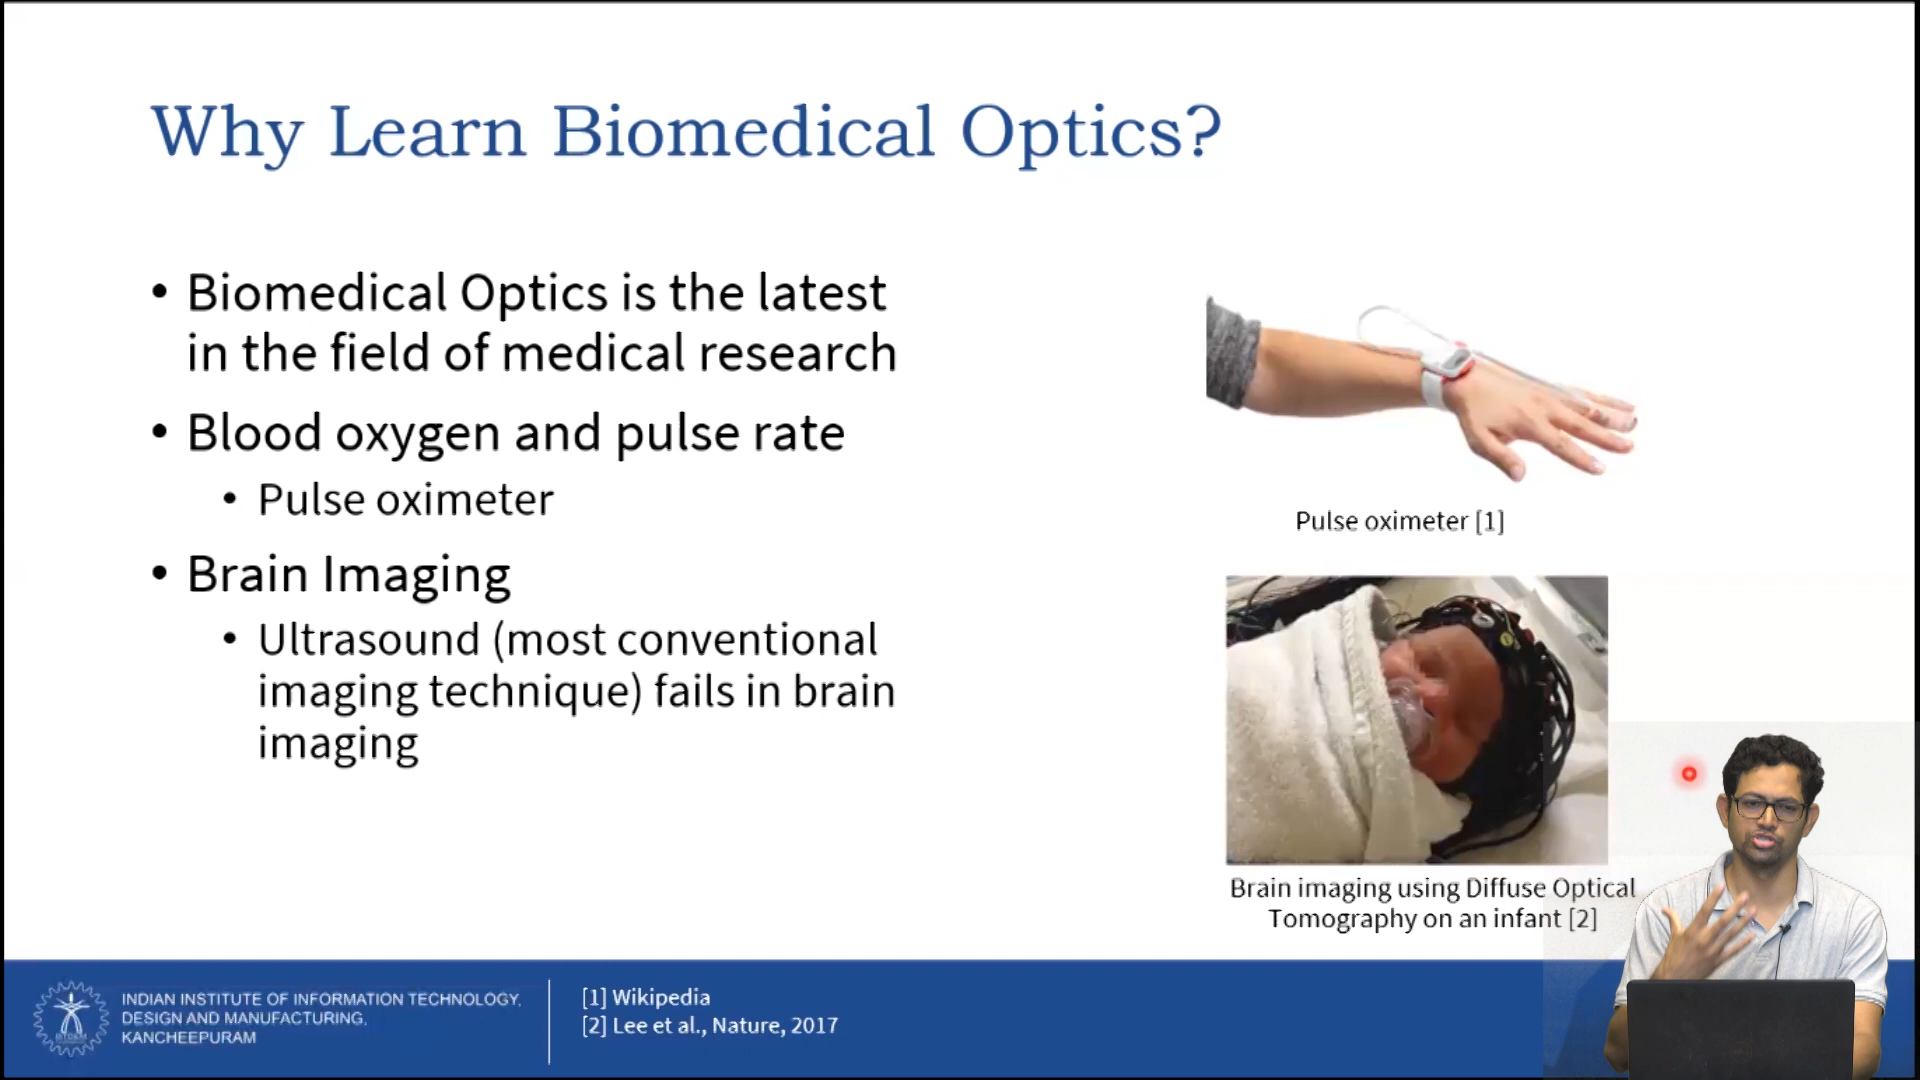 Why Learn Biomedical Optics?
• Biomedical Optics is the latest
in the field of medical research
• Blood oxygen and pulse rate
• Pulse oximeter
• Brain Imaging
• Ultrasound (most conventional
imaging technique) fails in brain
imaging
Pulse oximeter [1]
Brain imaging using Diffuse Optical
Tomography on an infant [2]
INDIAN INSTITUTE OF INFORMATION TECHNOLOGY,
DESIGN AND MANUFACTURING,
KANCHEEPURAM
[1] Wikipedia
[2] Lee et al., Nature, 2017